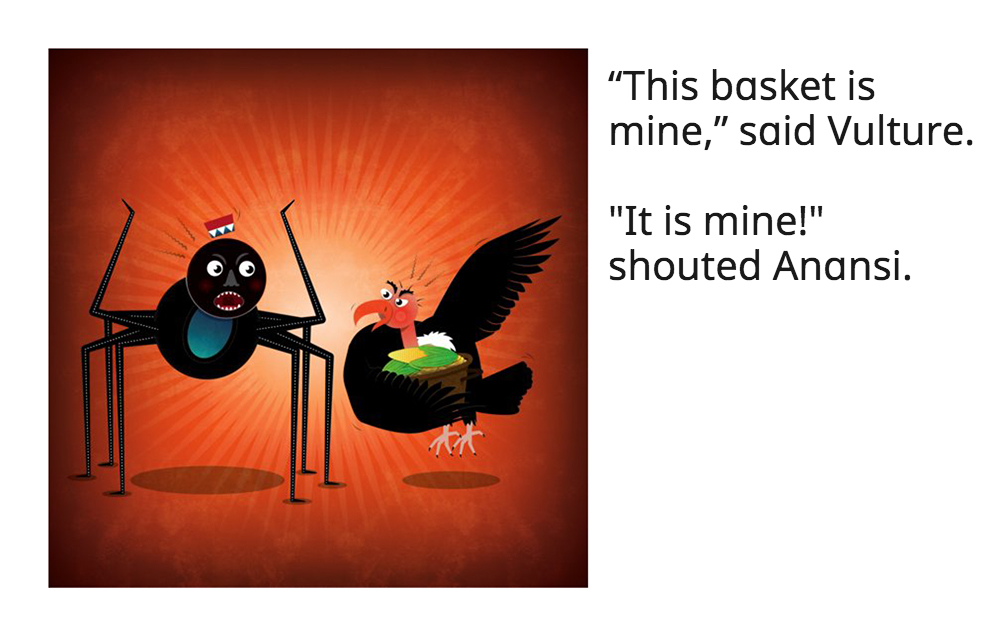 “This basket is
mine,” said Vulture.
"It is mine!"
shouted Anansi.